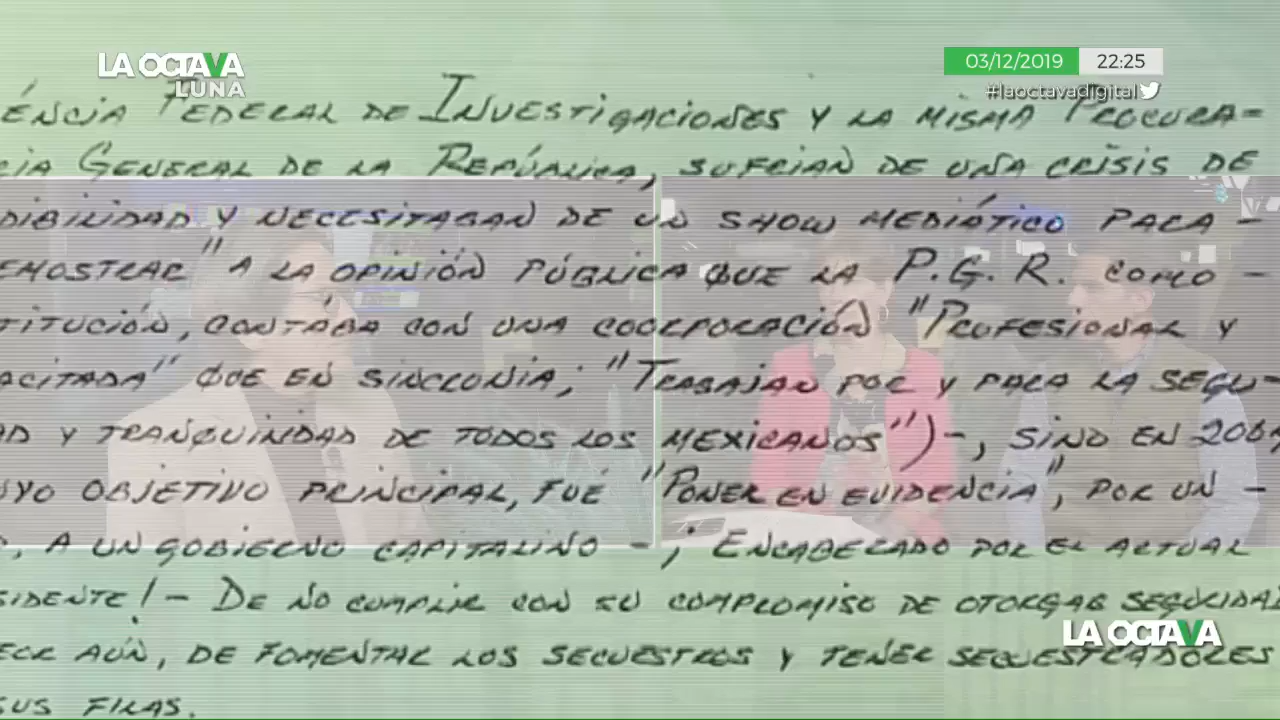 LA OCTAVA
LUNA
03/12/2019 22:25
#laoctavadigital
ÉNCIA FEDERAL DE INVESTIGACIONES Y LA MISMA PROCURA-
CIA GENERAL DE LA REPÚBLICA, SUFRIAN DE UNA CRISIS DE
DIBILIDAD Y NECESITABAN DE UN SHOW MEDIÁTICO PARA -
EMOSTRAR" A LA OPINIÓN PÚBLICA QUE LA P.G.R. COMO -
TITUCIÓN, CONTÁBA CON UNA COORPORACIÓN "PROFESIONAL Y
ACITADA" QUE EN SINCRONIA; "TRABAJAN POR Y PARA LA SEGU-
AD Y TRANQUILIDAD DE TODOS LOS MEXICANOS")-, SINO EN 2004
UYO OBJETIVO PRINCIPAL, FUÉ "PONER EN EVIDENCIA", POR UN -
, A UN GOBIERNO CAPITALINO -; ENCABEZADO POR EL ACTUAL
SIDENTE! - DE NO CUMPLIR CON SU COMPROMISO DE OTORGAR SEGURIDAD
EOR AÚN, DE FOMENTAR LOS SECUESTROS Y TENER SECUESTRADORES
SUS FILAS.
LA OCTAVA